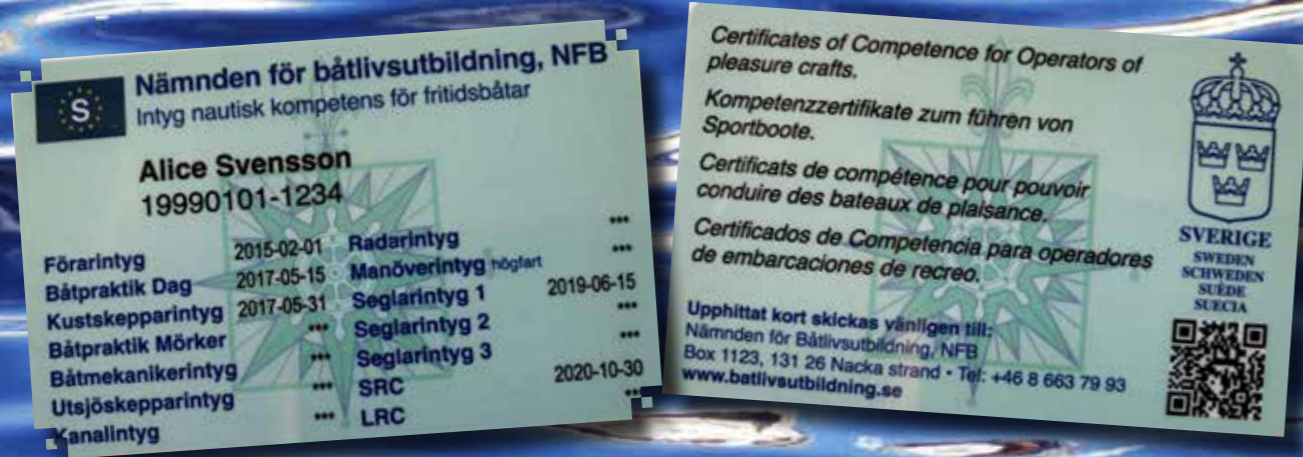 S
Nämnden för båtlivsutbildning, NFB
Intyg nautisk kompetens för fritidsbåtar
Alice Svensson
19990101-1234
Förarintyg 2015-02-01 Radarintyg ***
Båtpraktik Dag 2017-05-15 Manöverintyg högfart ***
Kustskepparintyg 2017-05-31 Seglarintyg 1 2019-06-15
Båtpraktik Mörker *** Seglarintyg 2 ***
Båtmekanikerintyg *** Seglarintyg 3 ***
Utsjöskepparintyg *** SRC 2020-10-30
Kanalintyg *** LRC ***
Certificates of Competence for Operators of
pleasure crafts.
Kompetenzzertifikate zum führen von
Sportboote.
Certificats de compétence pour pouvoir
conduire des bateaux de plaisance.
Certificados de Competencia para operadores
de embarcaciones de recreo.
Upphittat kort skickas vänligen till:
Nämnden för Båtlivsutbildning, NFB
Box 1123, 131 26 Nacka strand • Tel: +46 8 663 79 93
www.batlivsutbildning.se
SVERIGE
SWEDEN
SCHWEDEN
SUÈDE
SUECIA